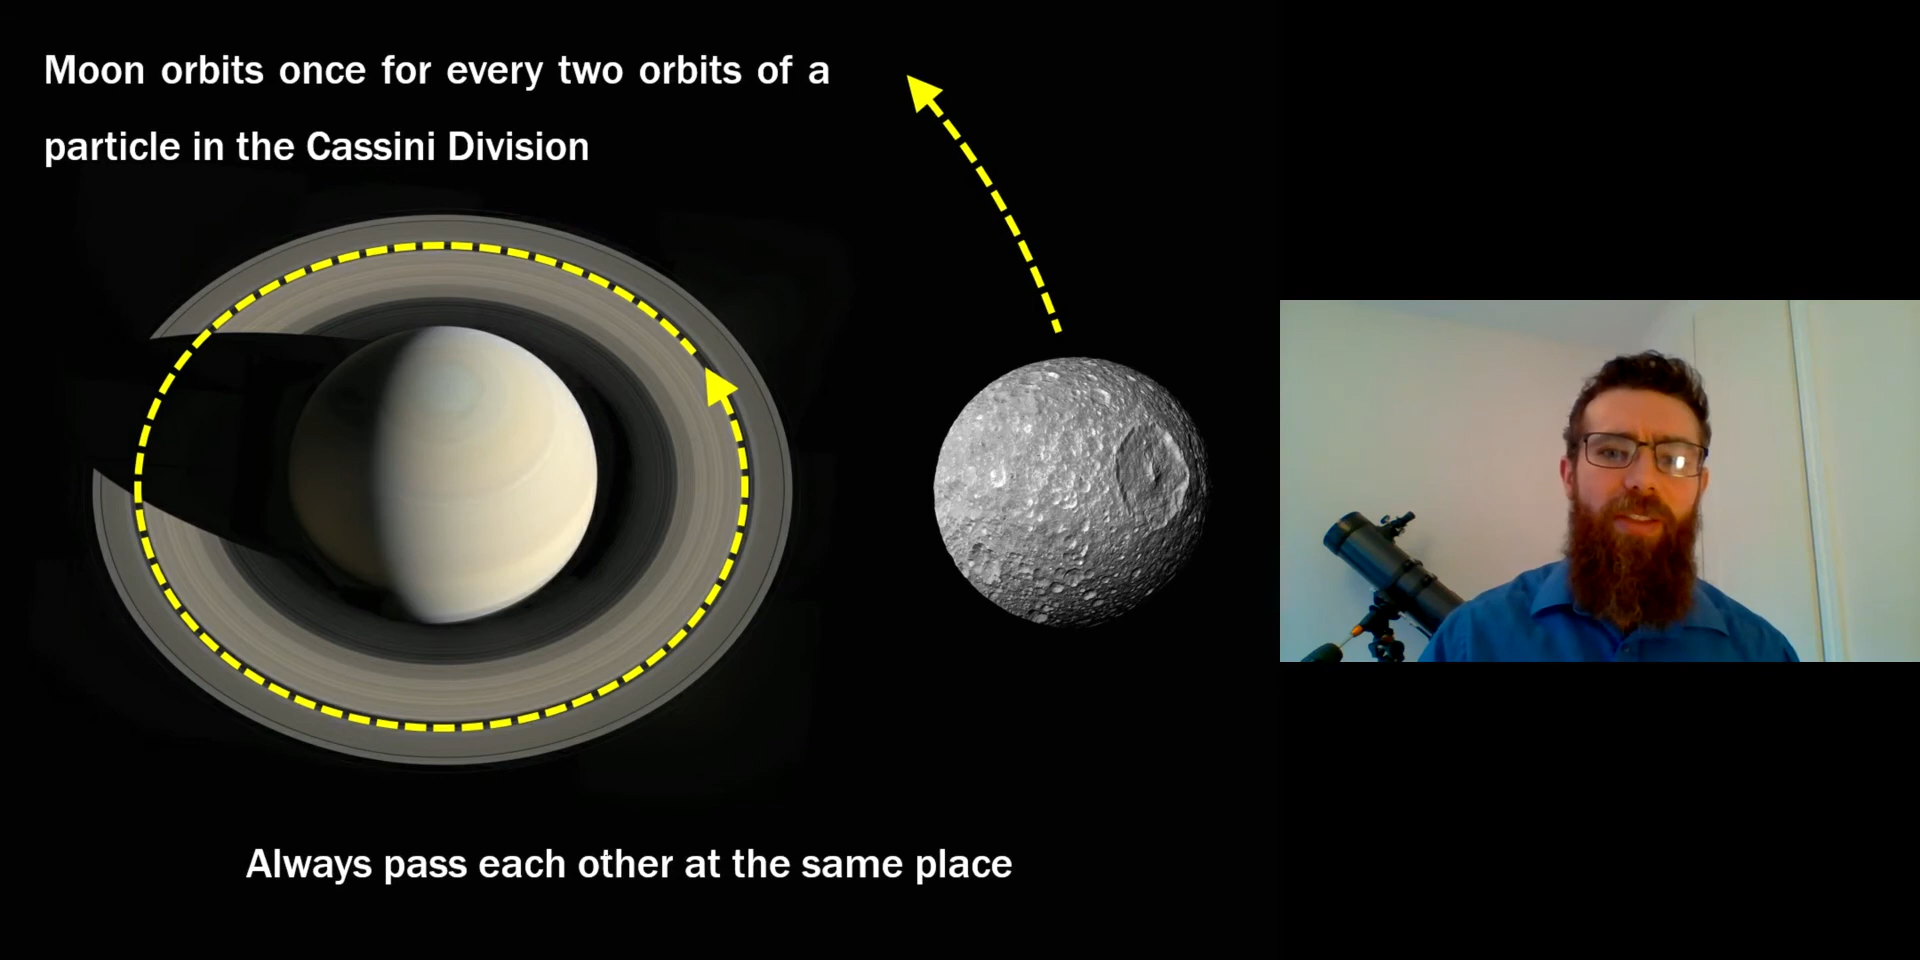 Moon orbits once for every two orbits of a
particle in the Cassini Division
Always pass each other at the same place